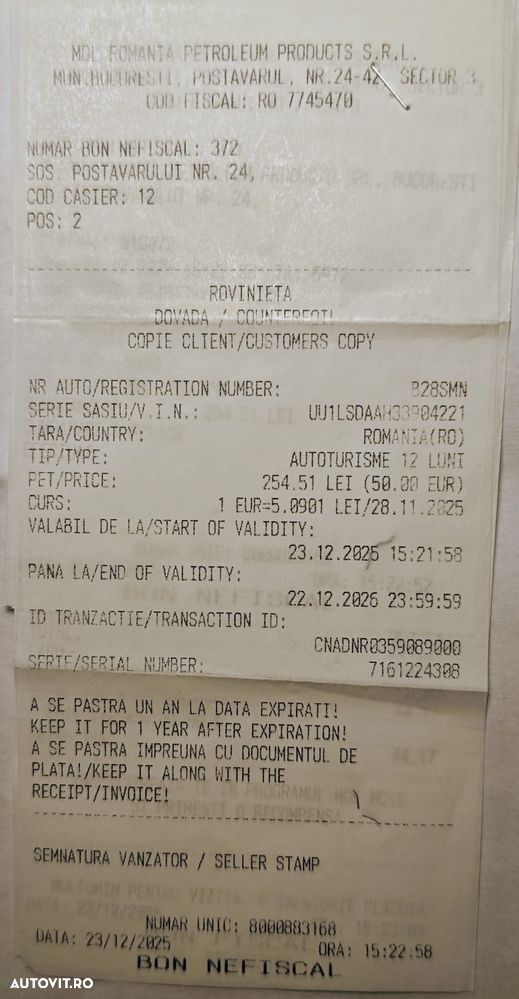 MOL ROMANIA PETROLEUM PRODUCTS S.R.L.
MUN.BUCURESTI, POSTAVARUL, NR.24-42, SECTOR 3
COD FISCAL: RO 7745470
NUMAR BON NEFISCAL: 372
SOS. POSTAVARULUI NR. 24,
COD CASIER: 12
POS: 2
ROVINIETA
DOVADA / COUNTERFOIL
COPIE CLIENT/CUSTOMERS COPY
NR AUTO/REGISTRATION NUMBER: B28SMN
SERIE SASIU/V.I.N.: UU1LSDAAH33904221
TARA/COUNTRY: ROMANIA(RO)
TIP/TYPE: AUTOTURISME 12 LUNI
PET/PRICE: 254.51 LEI (50.00 EUR)
CURS: 1 EUR=5.0901 LEI/28.11.2025
VALABIL DE LA/START OF VALIDITY:
23.12.2025 15:21:58
PANA LA/END OF VALIDITY:
22.12.2026 23:59:59
ID TRANZACTIE/TRANSACTION ID:
CNADNR0359089000
SERIE/SERIAL NUMBER: 7161224308
A SE PASTRA UN AN LA DATA EXPIRATI!
KEEP IT FOR 1 YEAR AFTER EXPIRATION!
A SE PASTRA IMPREUNA CU DOCUMENTUL DE
PLATA!/KEEP IT ALONG WITH THE
RECEIPT/INVOICE!
SEMNATURA VANZATOR / SELLER STAMP
NUMAR UNIC: 8000883168
DATA: 23/12/2025 ORA: 15:22:58
BON NEFISCAL
AUTOVIT.RO